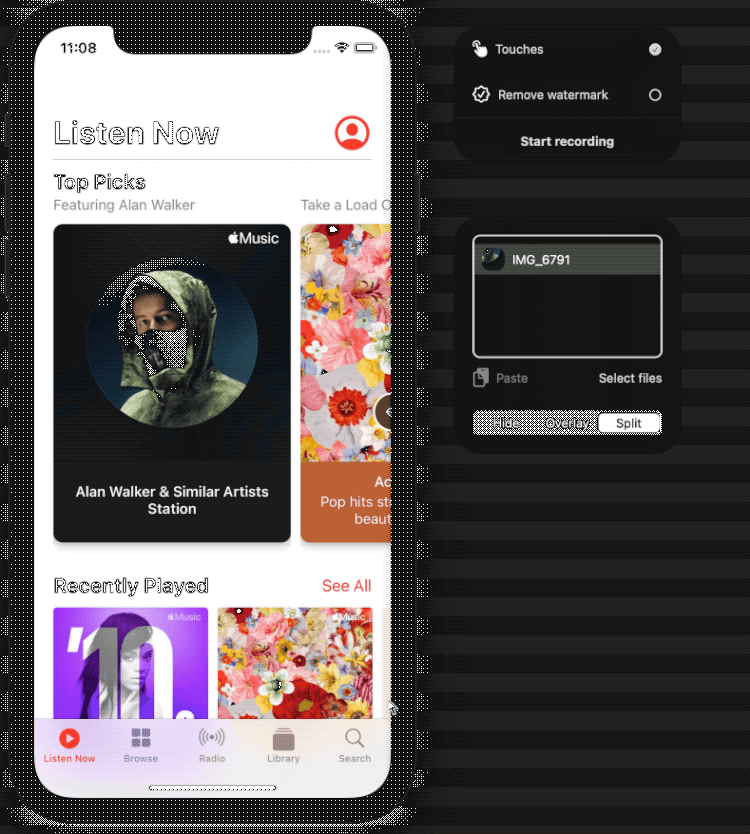 11:08
Listen Now
Top Picks
Featuring Alan Walker
Take a Load O
Music
Alan Walker & Similar Artists
Station
Ac
Pop hits st
beaut
Recently Played
See All
Music
Music
'10
Listen Now
Browse
Radio
Library
Search
Touches
Remove watermark
Start recording
IMG_6791
Paste
Select files
Hide
Overlay
Split